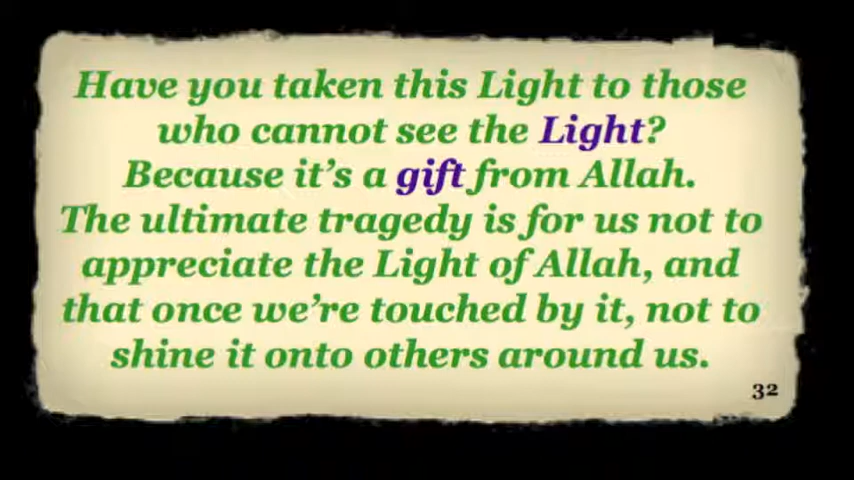 Have you taken this Light to those
who cannot see the Light?
Because it's a gift from Allah.
The ultimate tragedy is for us not to
appreciate the Light of Allah, and
that once we're touched by it, not to
shine it onto others around us.
32